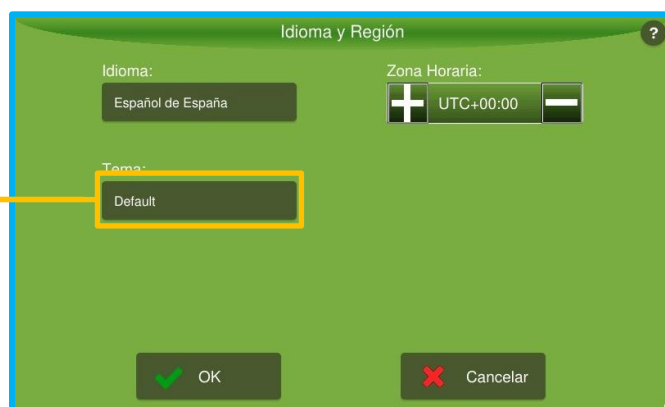 Idioma y Región
?
Idioma:
Zona Horaria:
Español de España
UTC+00:00
Tema:
Default
OK
Cancelar